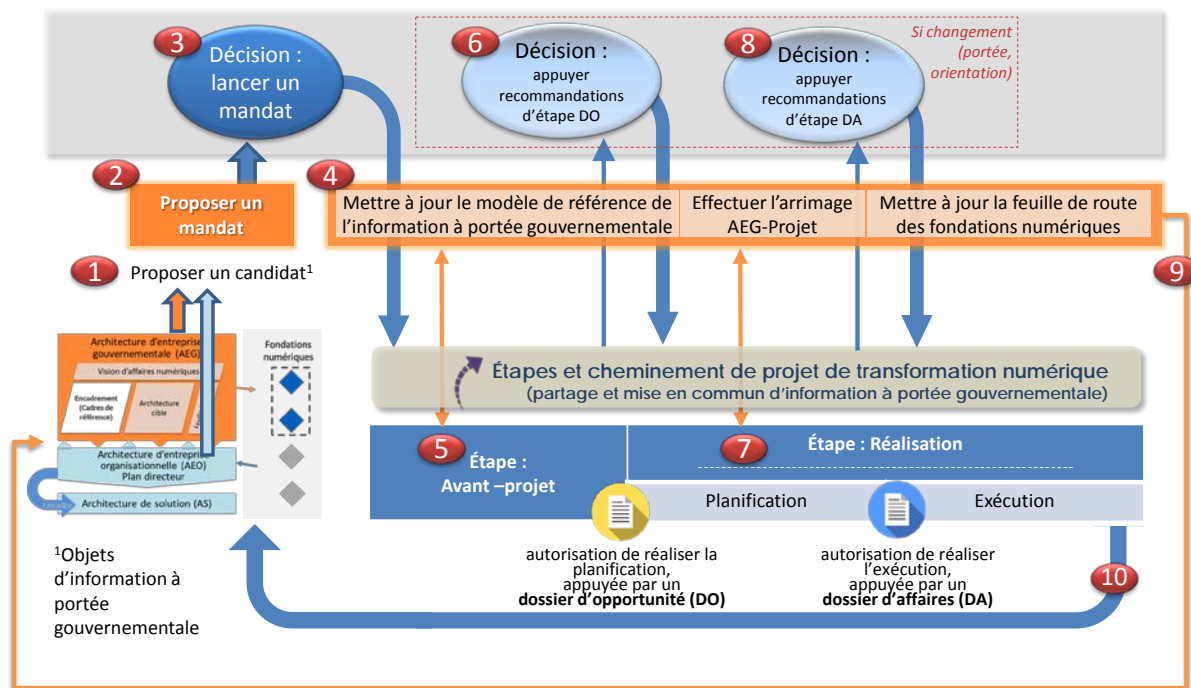 3
Décision :
lancer un
mandat
6
Décision :
appuyer
recommandations
d'étape DO
8
Décision :
appuyer
recommandations
d'étape DA
Si changement
(portée,
orientation)
2
Proposer un
mandat
4
Mettre à jour le modèle de référence de
l'information à portée gouvernementale
Effectuer l'arrimage
AEG-Projet
Mettre à jour la feuille de route
des fondations numériques
9
1
Proposer un candidat¹
Architecture d'entreprise
gouvernementale (AEG)
Vision d'affaires numériques
Encadrement
(Cadres de
référence)
Architecture
cible
Fondations
numériques
Architecture d'entreprise
organisationnelle (AEO)
Plan directeur
Architecture de solution (AS)
Étapes et cheminement de projet de transformation numérique
(partage et mise en commun d'information à portée gouvernementale)
5
Étape :
Avant –projet
7
Étape : Réalisation
Planification
Exécution
autorisation de réaliser la
planification,
appuyée par un
dossier d'opportunité (DO)
autorisation de réaliser
l'exécution,
appuyée par un
dossier d'affaires (DA)
10
¹Objets
d'information à
portée
gouvernementale